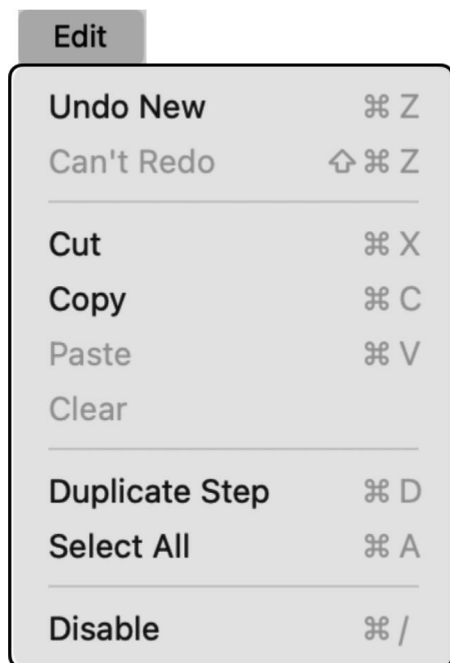 Edit
Undo New ⌘ Z
Can't Redo ⇧ ⌘ Z
Cut ⌘ X
Copy ⌘ C
Paste ⌘ V
Clear
Duplicate Step ⌘ D
Select All ⌘ A
Disable ⌘ /